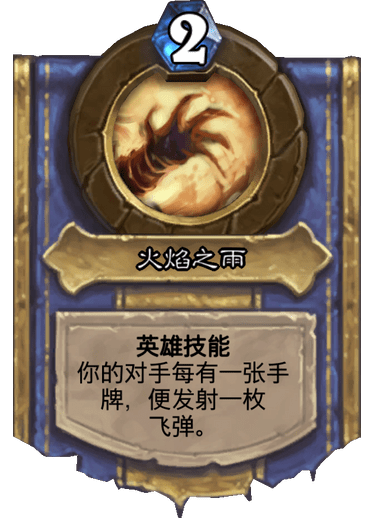 2
火焰之雨
英雄技能
你的对手每有一张手
牌，便发射一枚
飞弹。